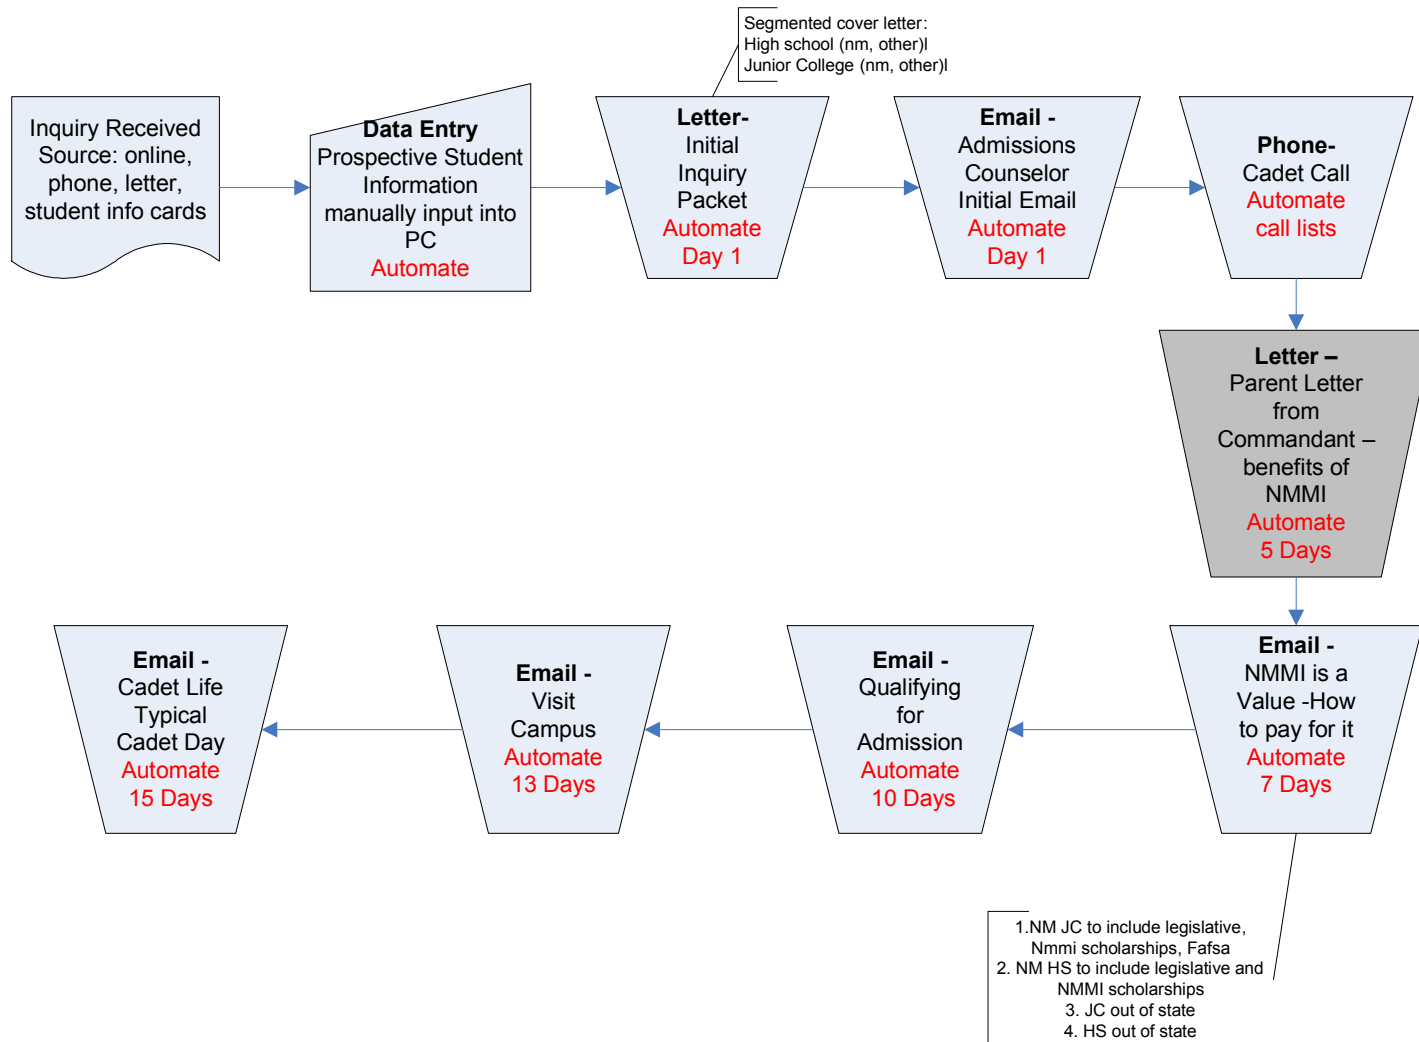 Segmented cover letter:
High school (nm, other)l
Junior College (nm, other)l
Inquiry Received
Source: online,
phone, letter,
student info cards
Data Entry
Prospective Student
Information
manually input into
PC
Automate
Letter-
Initial
Inquiry
Packet
Automate
Day 1
Email -
Admissions
Counselor
Initial Email
Automate
Day 1
Phone-
Cadet Call
Automate
call lists
Letter –
Parent Letter
from
Commandant –
benefits of
NMMI
Automate
5 Days
Email -
NMMI is a
Value -How
to pay for it
Automate
7 Days
Email -
Qualifying
for
Admission
Automate
10 Days
Email -
Visit
Campus
Automate
13 Days
Email -
Cadet Life
Typical
Cadet Day
Automate
15 Days
1.NM JC to include legislative,
Nmmi scholarships, Fafsa
2. NM HS to include legislative and
NMMI scholarships
3. JC out of state
4. HS out of state